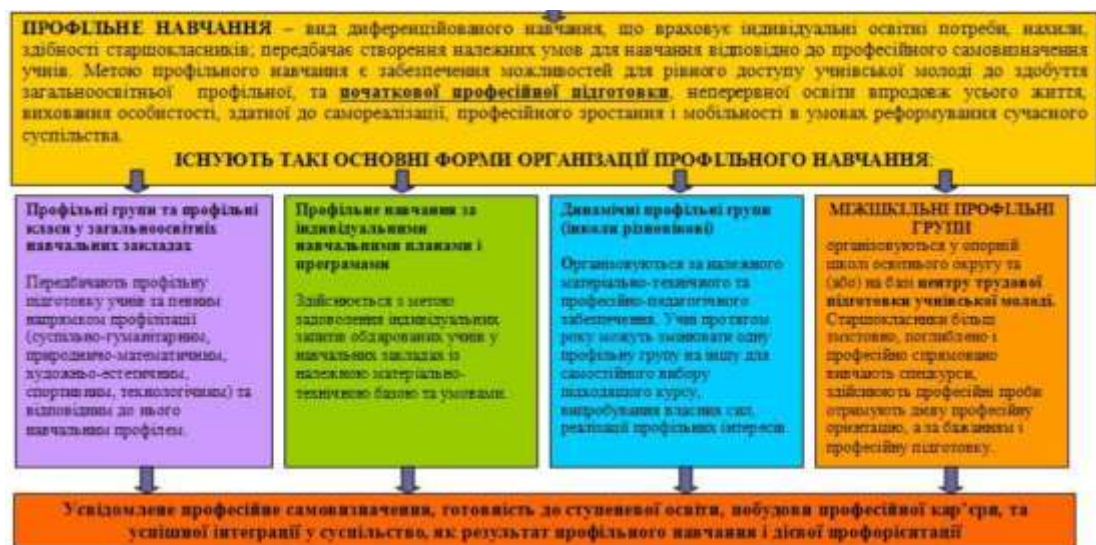 ПРОФІЛЬНЕ НАВЧАННЯ – вид диференційованого навчання, що враховує індивідуальні освітні потреби, нахили,
здібності старшокласників, передбачає створення належних умов для навчання відповідно до професійного самовизначення
учнів. Метою профільного навчання є забезпечення можливостей для рівного доступу учнівської молоді до здобуття
загальноосвітньої профільної, та початкової професійної підготовки, неперервної освіти впродовж усього життя,
виховання особистості, здатної до самореалізації, професійного зростання і мобільності в умовах реформування сучасного
суспільства.
ІСНУЮТЬ ТАКІ ОСНОВНІ ФОРМИ ОРГАНІЗАЦІЇ ПРОФІЛЬНОГО НАВЧАННЯ:
Профільні групи та профільні
класи у загальноосвітніх
навчальних закладах
Передбачають профільну
підготовку учнів за певним
напрямком профілізації
(суспільно-гуманітарним,
природничо-математичним,
художньо-естетичним,
спортивним, технологічним) та
відповідним до нього
навчальним профілем.
Профільне навчання за
індивідуальними
навчальними планами і
програмами
Здійснюється з метою
задоволення індивідуальних
запитів обдарованих учнів у
навчальних закладах із
належною матеріально-
технічною базою та умовами.
Динамічні профільні групи
(інколи різновікові)
Організовуються за належного
матеріально-технічного та
професійно-педагогічного
забезпечення. Учні протягом
року можуть змінювати одну
профільну групу на іншу для
самостійного вибору
підходящого курсу,
випробування власних сил,
реалізації профільних інтересів.
МІЖШКІЛЬНІ ПРОФІЛЬНІ
ГРУПИ
організовуються у опорній
школі освітнього округу та
(або) на базі центру трудової
підготовки учнівської молоді.
Старшокласники більш
змістовно, поглиблено і
професійно спрямовано
вивчають спецкурси,
здійснюють професійні проби
отримують дієву професійну
орієнтацію, а за бажанням і
професійну підготовку.
Усвідомлене професійне самовизначення, готовність до ступеневої освіти, побудови професійної кар'єри, та
успішної інтеграції у суспільство, як результат профільного навчання і дієвої профорієнтації